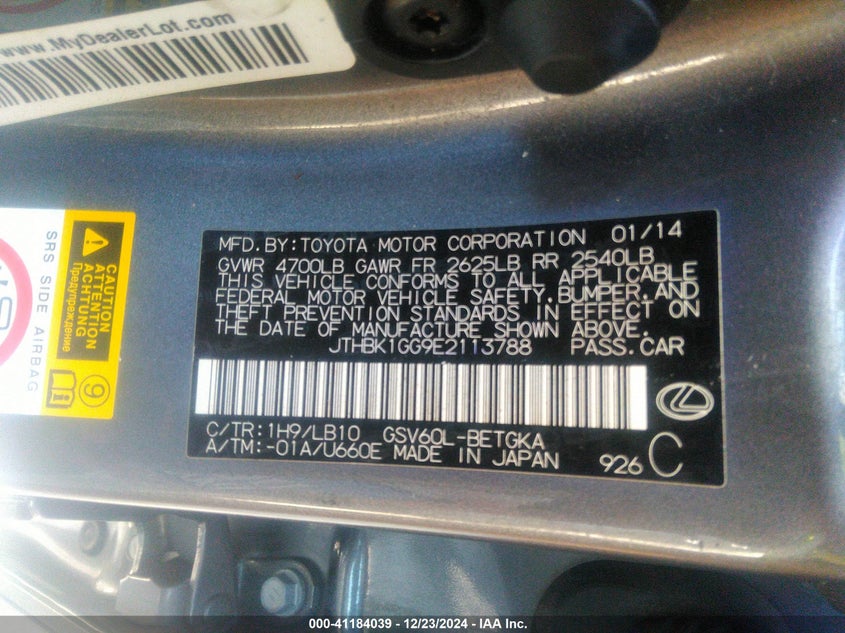 www.MyDealerLot.com
SRS SIDE AIRBAG
CAUTION
ATTENTION
ACHTUNG
Предупреждение
9
MFD.BY:TOYOTA MOTOR CORPORATION 01/14
GVWR 4700LB GAWR FR 2625LB RR 2540LB
THIS VEHICLE CONFORMS TO ALL APPLICABLE
FEDERAL MOTOR VEHICLE SAFETY,BUMPER,AND
THEFT PREVENTION STANDARDS IN EFFECT ON
THE DATE OF MANUFACTURE SHOWN ABOVE.
JTHBK1GG9E2113788 PASS.CAR
C/TR:1H9/LB10 GSV60L-BETGKA
A/TM:-01A/U660E MADE IN JAPAN 926 C
000-41184039 - 12/23/2024 - IAA Inc.